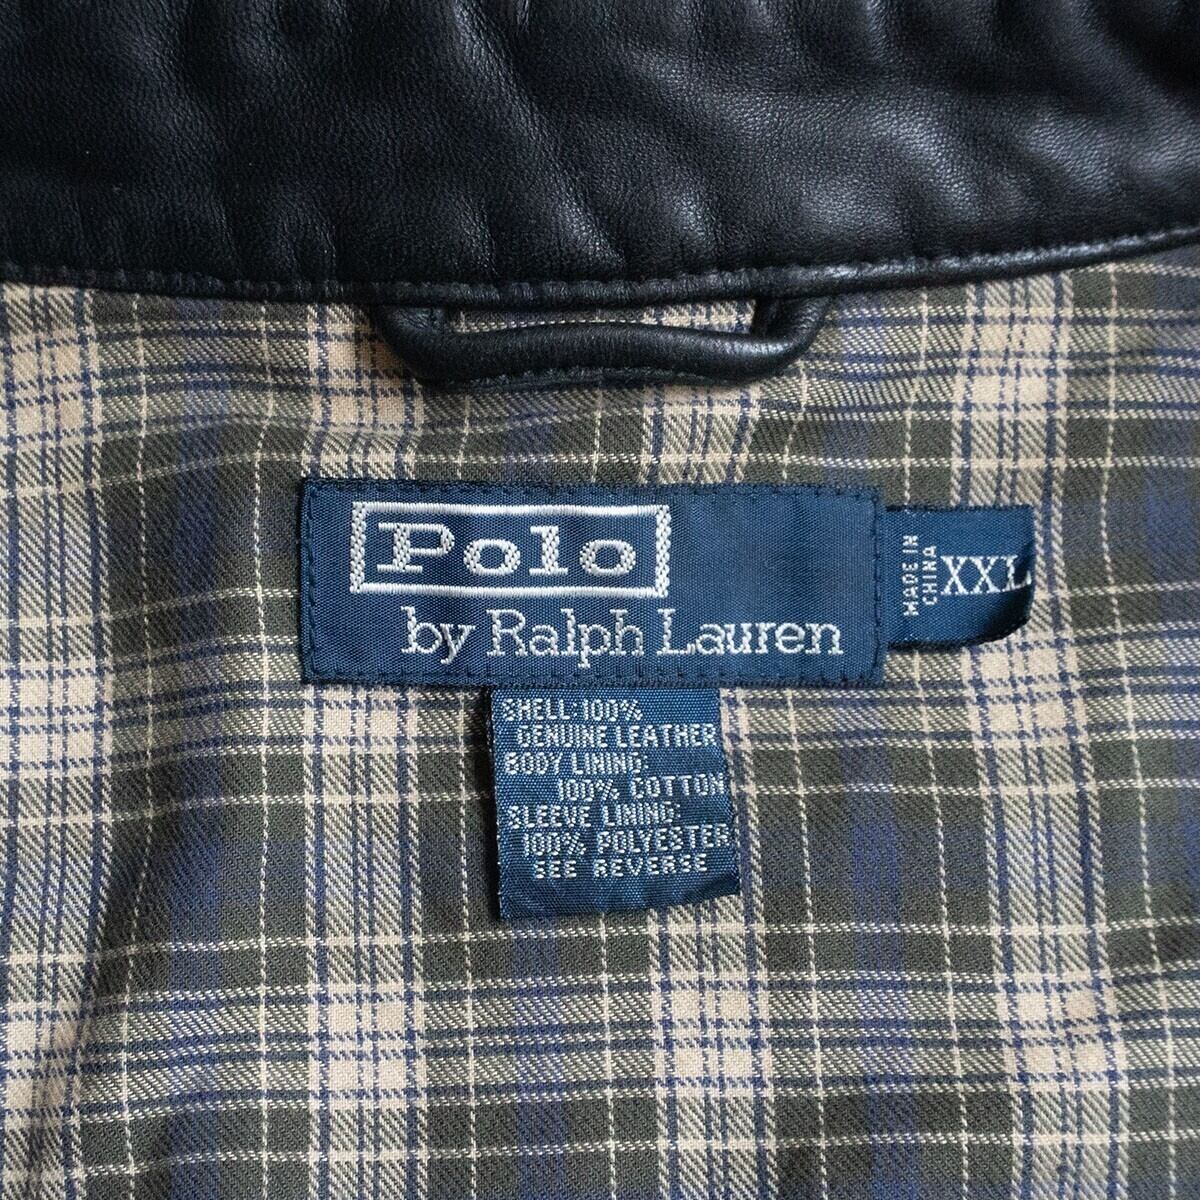 Polo
by Ralph Lauren
MADE IN
CHINA
XXL
SHELL 100%
GENUINE LEATHER
BODY LINING:
100% COTTON
SLEEVE LINING:
100% POLYESTER
SEE REVERSE